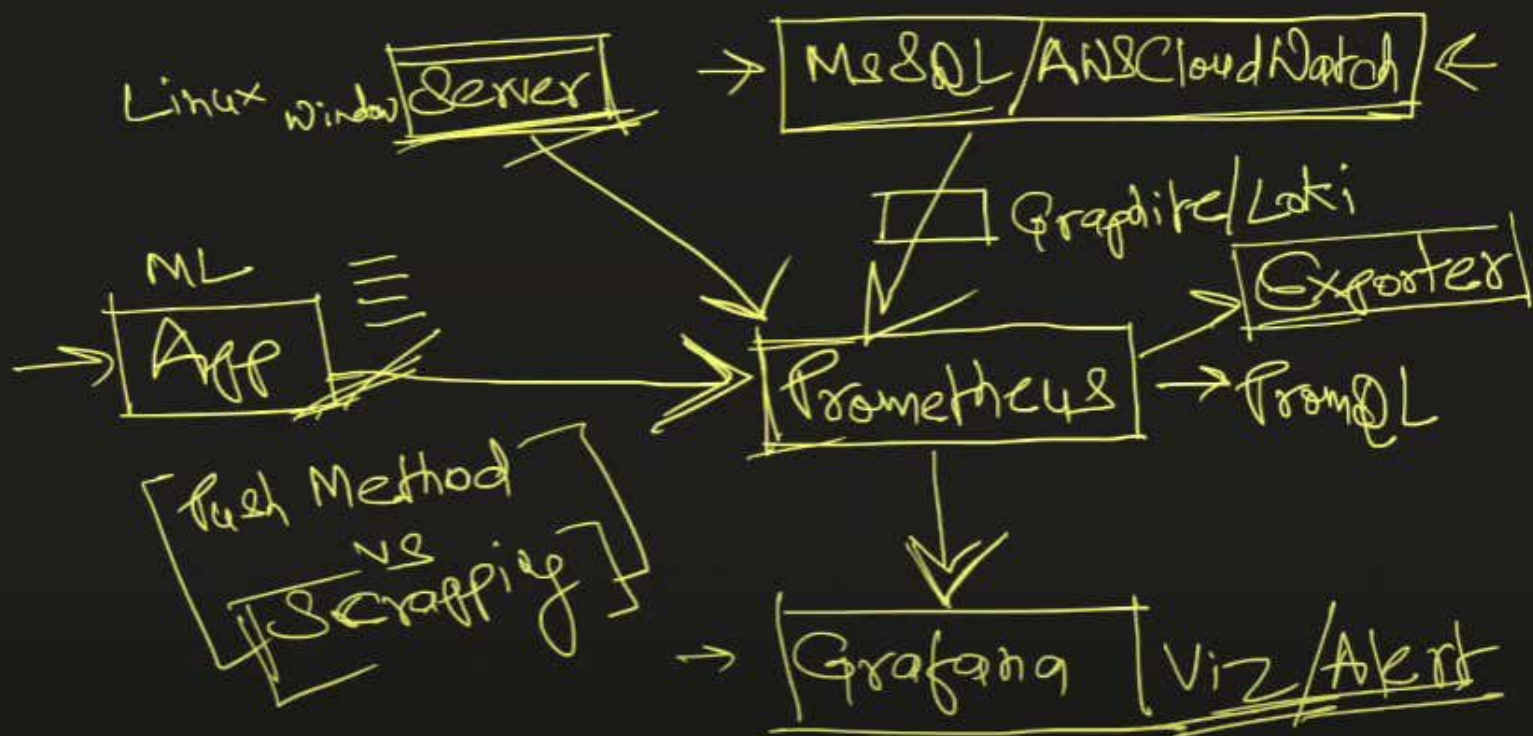 Linux Window Server
MsSQL/AWSCloudWatch
Graphite/Loki
ML
Exporter
App
Prometheus
PromQL
Push Method
vs
Scrapping
Grafana Viz/Alert